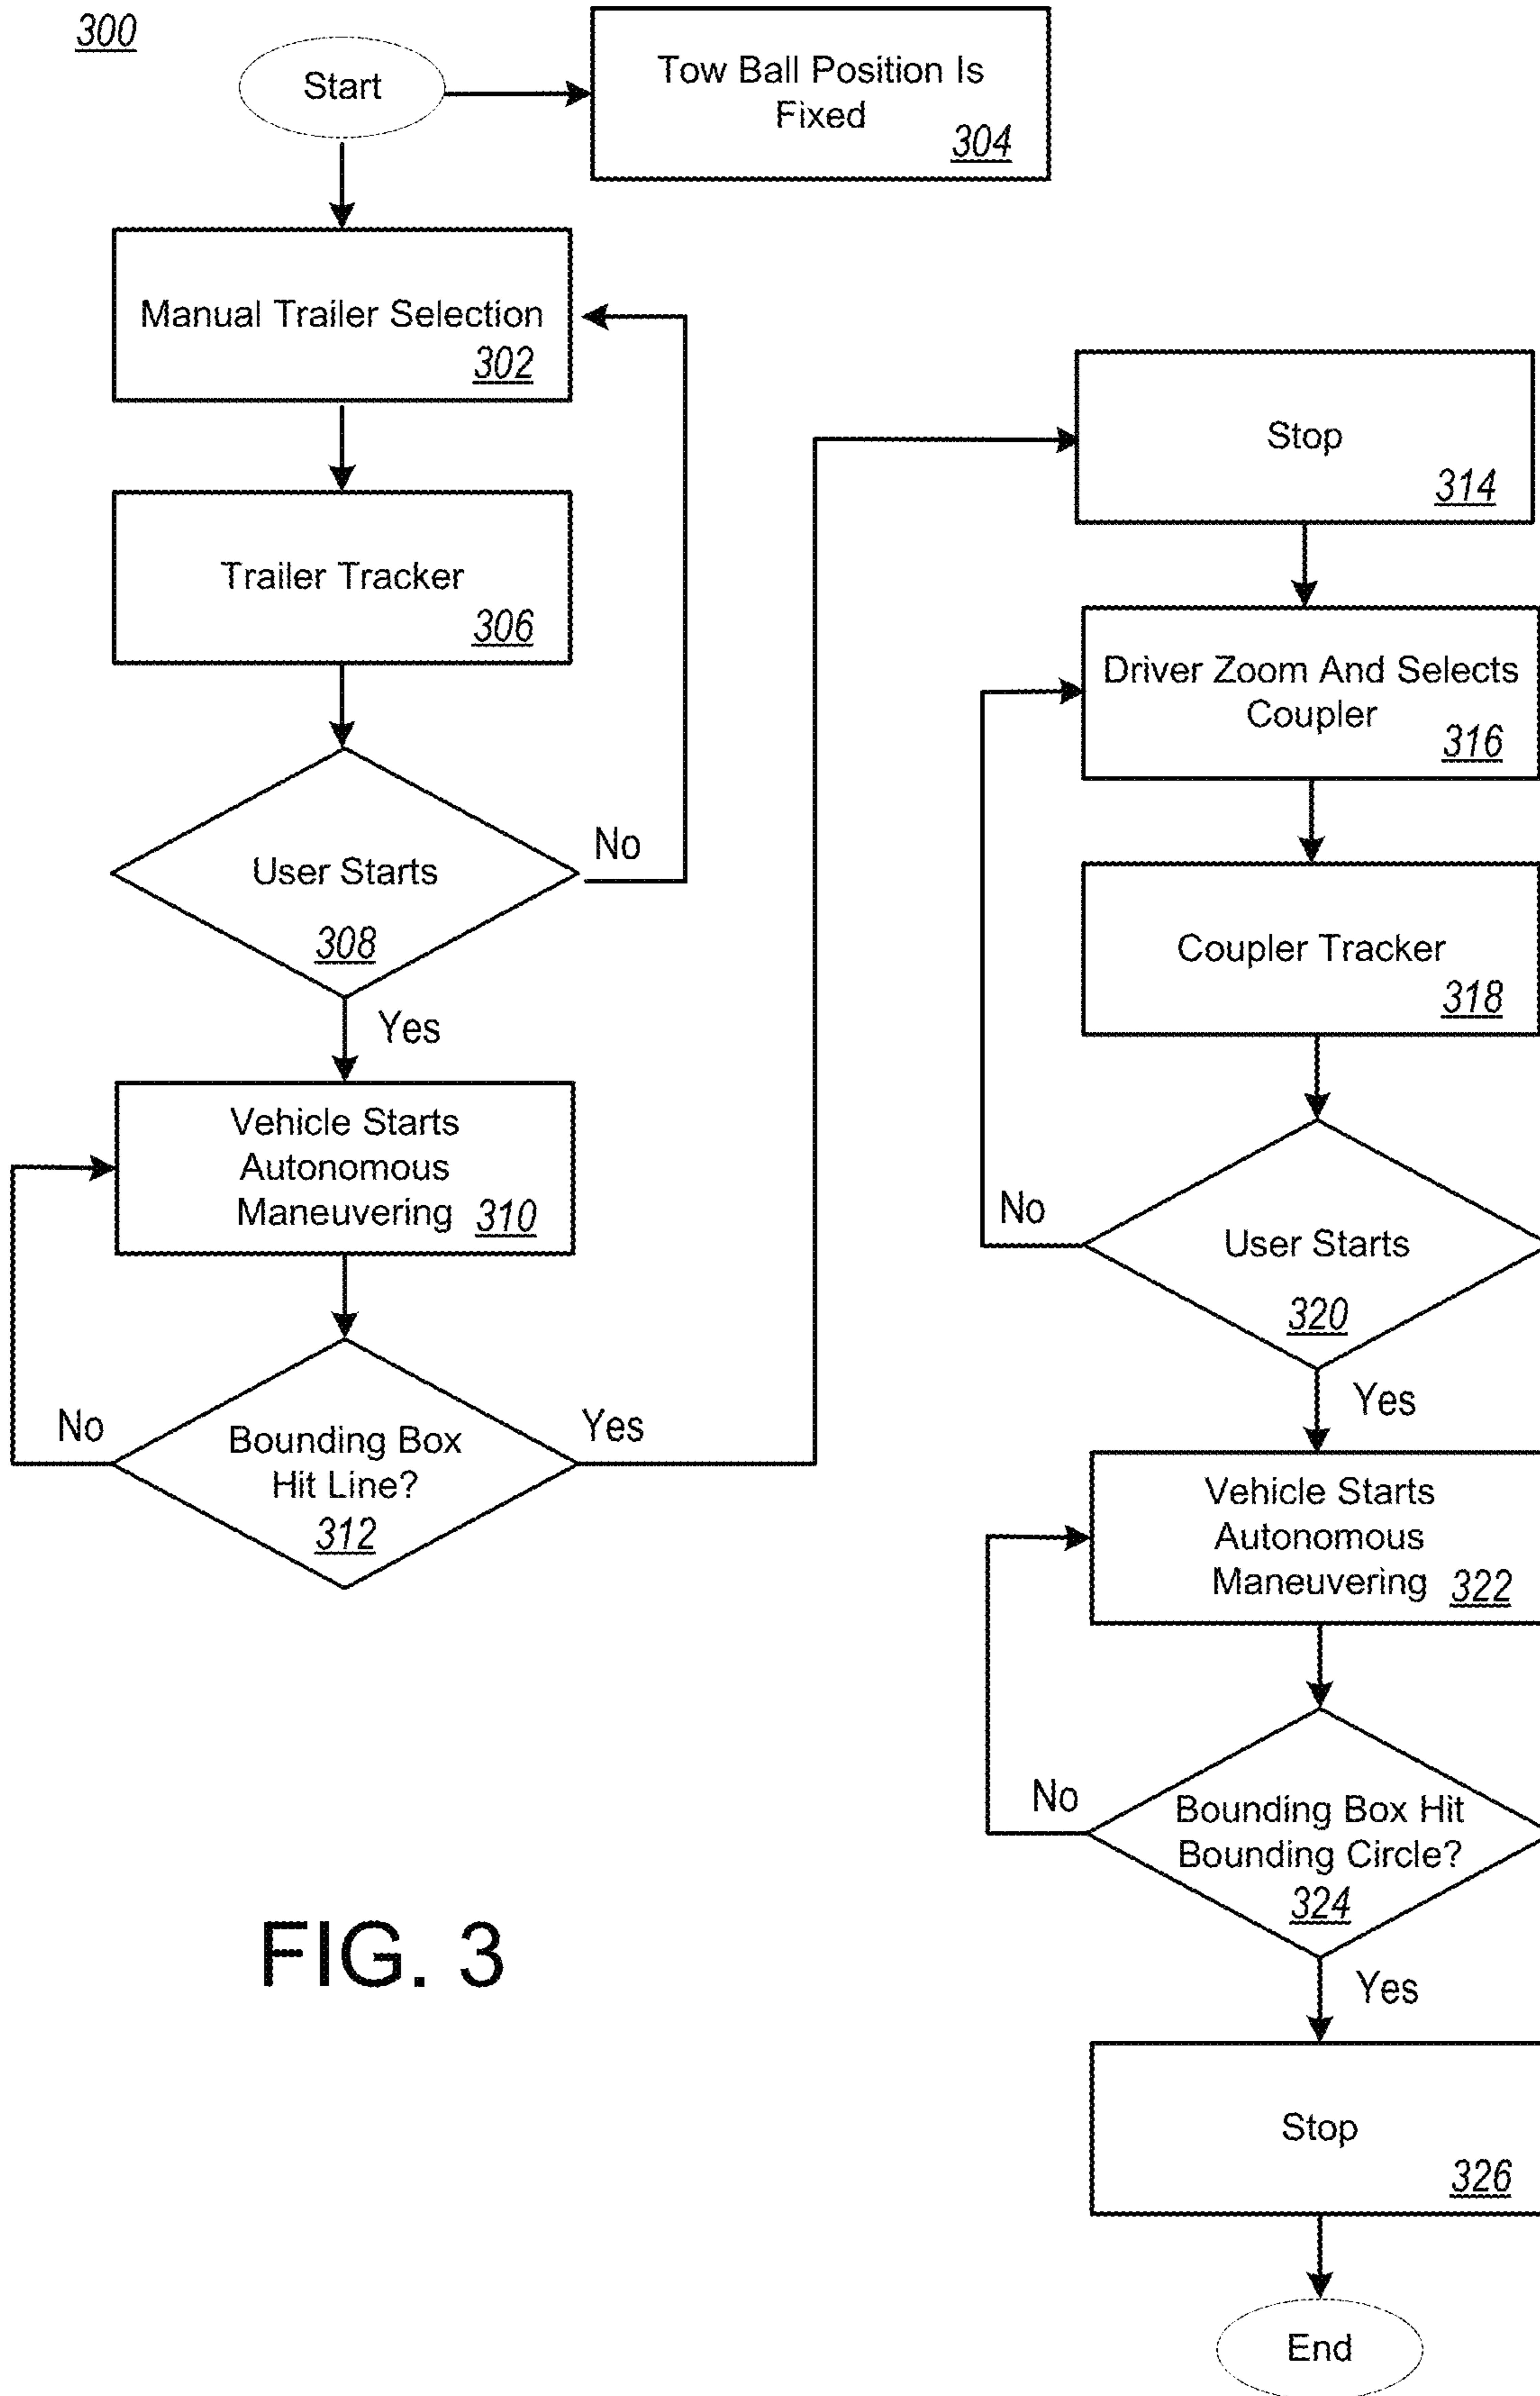 300
Start
Tow Ball Position Is
Fixed
304
Manual Trailer Selection
302
Trailer Tracker
306
User Starts
308
No
Yes
Vehicle Starts
Autonomous
Maneuvering 310
No
Bounding Box
Hit Line?
312
Yes
Stop
314
Driver Zoom And Selects
Coupler
316
Coupler Tracker
318
No
User Starts
320
Yes
Vehicle Starts
Autonomous
Maneuvering 322
No
Bounding Box Hit
Bounding Circle?
324
Yes
Stop
326
End
FIG. 3